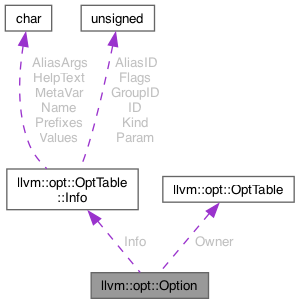 char
unsigned
AliasArgs
HelpText
MetaVar
Name
Prefixes
Values
AliasID
Flags
GroupID
ID
Kind
Param
llvm::opt::OptTable
::Info
llvm::opt::OptTable
Info
Owner
llvm::opt::Option